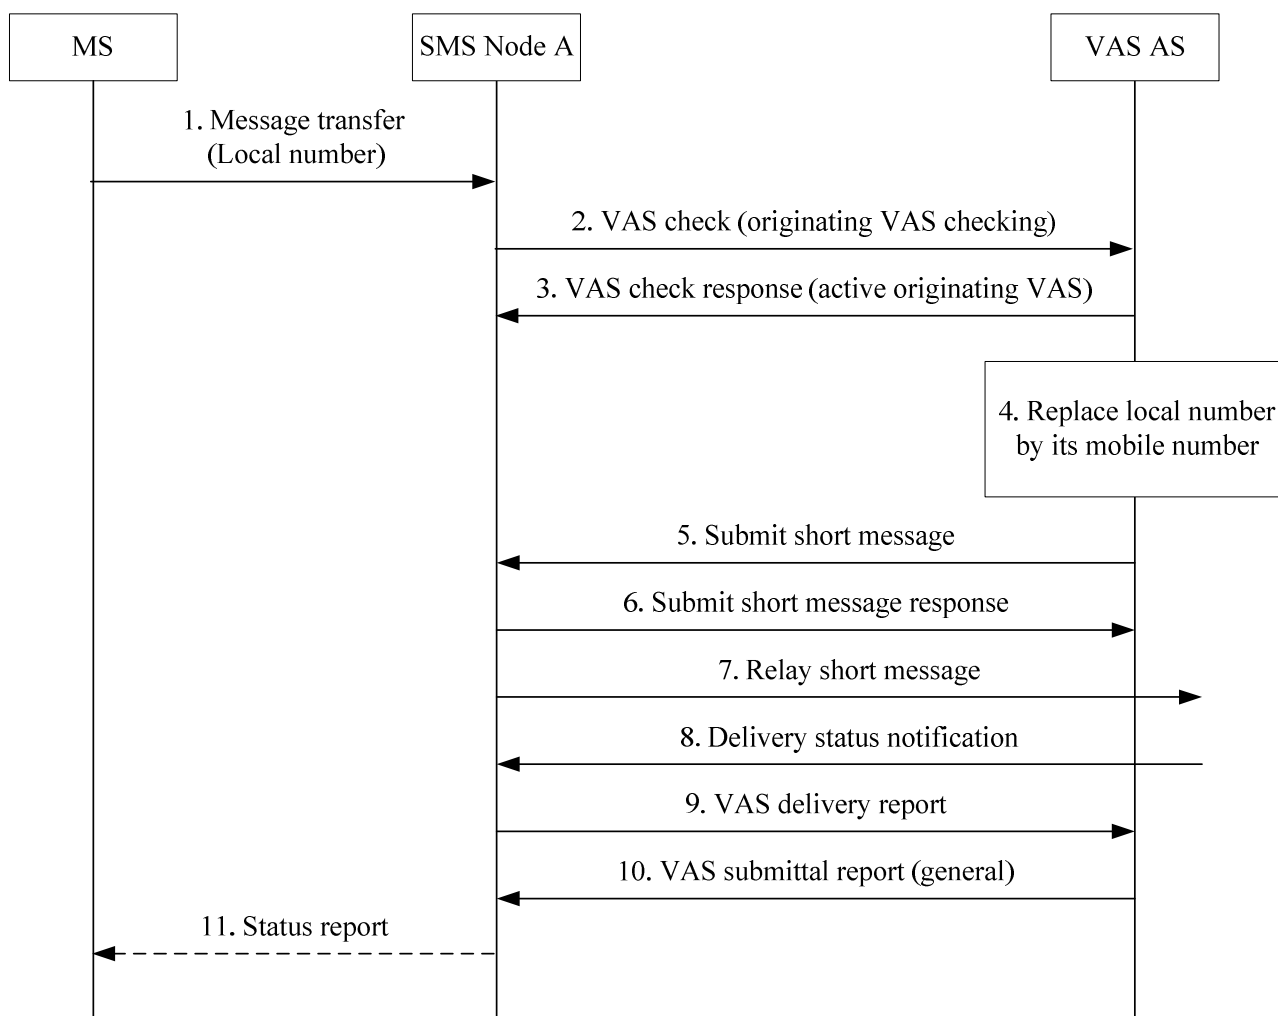 MS
SMS Node A
VAS AS
1. Message transfer
(Local number)
2. VAS check (originating VAS checking)
3. VAS check response (active originating VAS)
4. Replace local number
by its mobile number
5. Submit short message
6. Submit short message response
7. Relay short message
8. Delivery status notification
9. VAS delivery report
10. VAS submittal report (general)
11. Status report